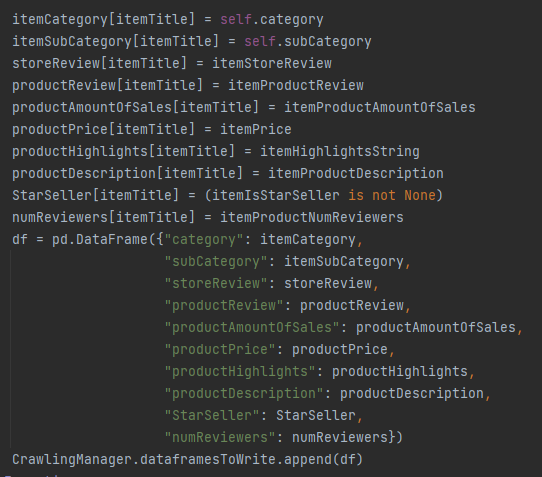 itemCategory[itemTitle] = self.category
itemSubCategory[itemTitle] = self.subCategory
storeReview[itemTitle] = itemStoreReview
productReview[itemTitle] = itemProductReview
productAmountOfSales[itemTitle] = itemProductAmountOfSales
productPrice[itemTitle] = itemPrice
productHighlights[itemTitle] = itemHighlightsString
productDescription[itemTitle] = itemProductDescription
StarSeller[itemTitle] = (itemIsStarSeller is not None)
numReviewers[itemTitle] = itemProductNumReviewers
df = pd.DataFrame({"category": itemCategory,
"subCategory": itemSubCategory,
"storeReview": storeReview,
"productReview": productReview,
"productAmountOfSales": productAmountOfSales,
"productPrice": productPrice,
"productHighlights": productHighlights,
"productDescription": productDescription,
"StarSeller": StarSeller,
"numReviewers": numReviewers})
CrawlingManager.dataframesToWrite.append(df)